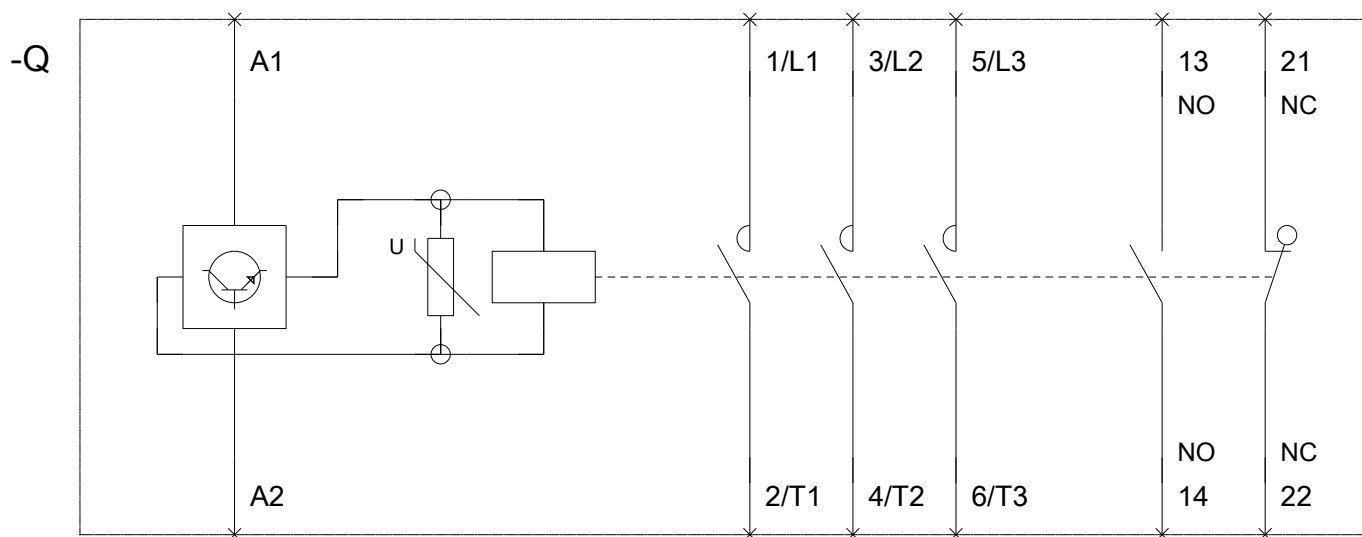 -Q A1 1/L1 3/L2 5/L3 13 21
NO NC
U
NO NC
A2 2/T1 4/T2 6/T3 14 22